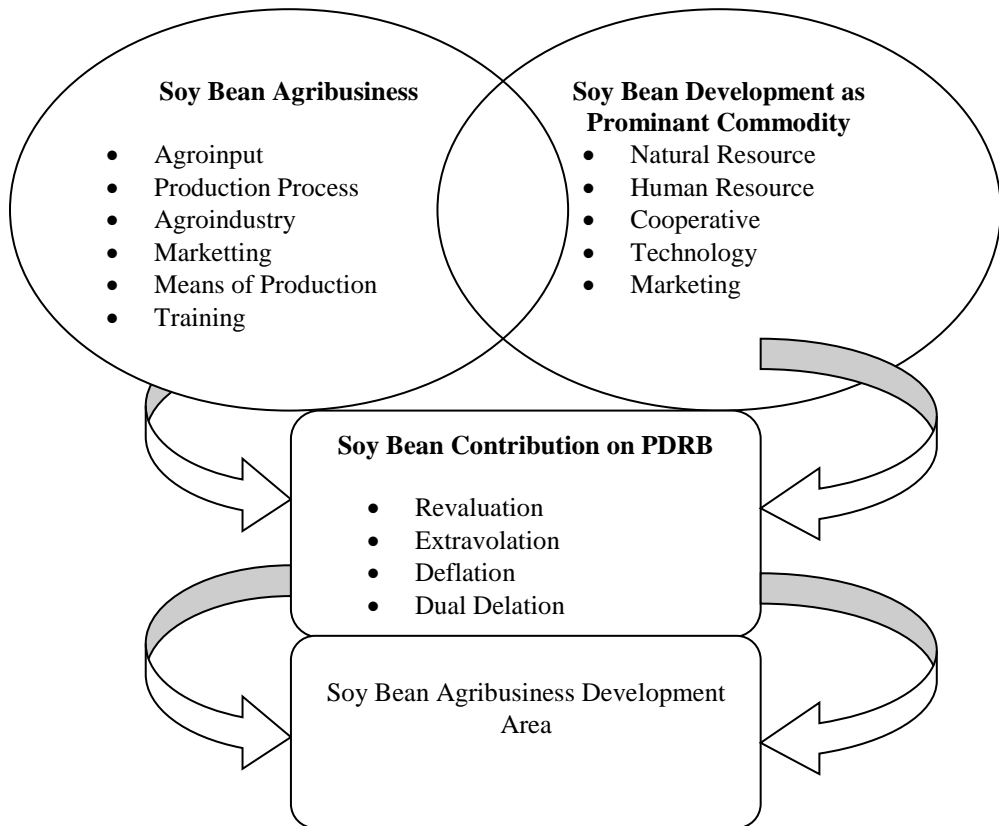 Soy Bean Agribusiness
• Agroinput
• Production Process
• Agroindustry
• Marketting
• Means of Production
• Training
Soy Bean Development as
Prominant Commodity
• Natural Resource
• Human Resource
• Cooperative
• Technology
• Marketing
Soy Bean Contribution on PDRB
• Revaluation
• Extravolation
• Deflation
• Dual Delation
Soy Bean Agribusiness Development
Area